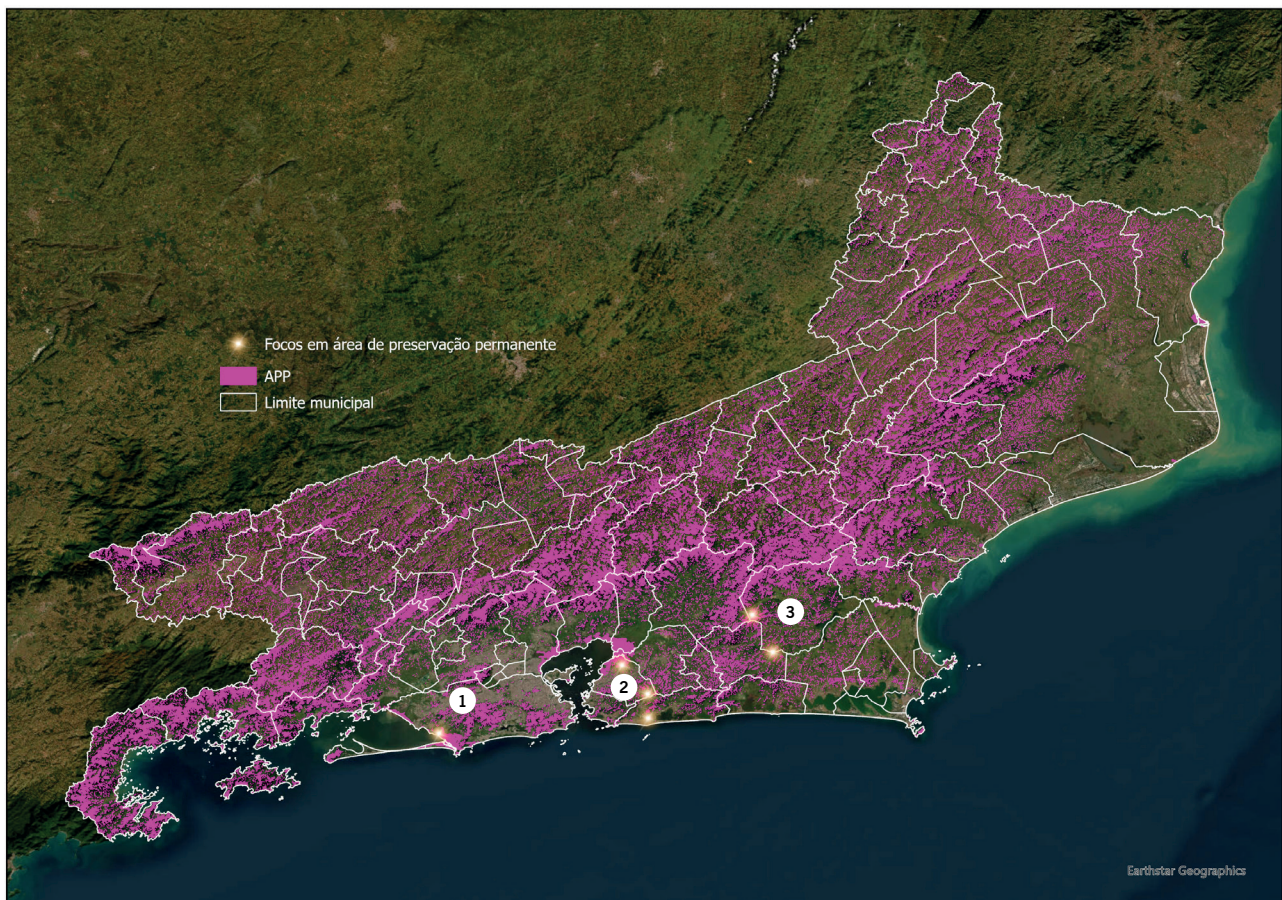 Focos em área de preservação permanente
APP
Limite municipal
3
2
1
Earthstar Geographics